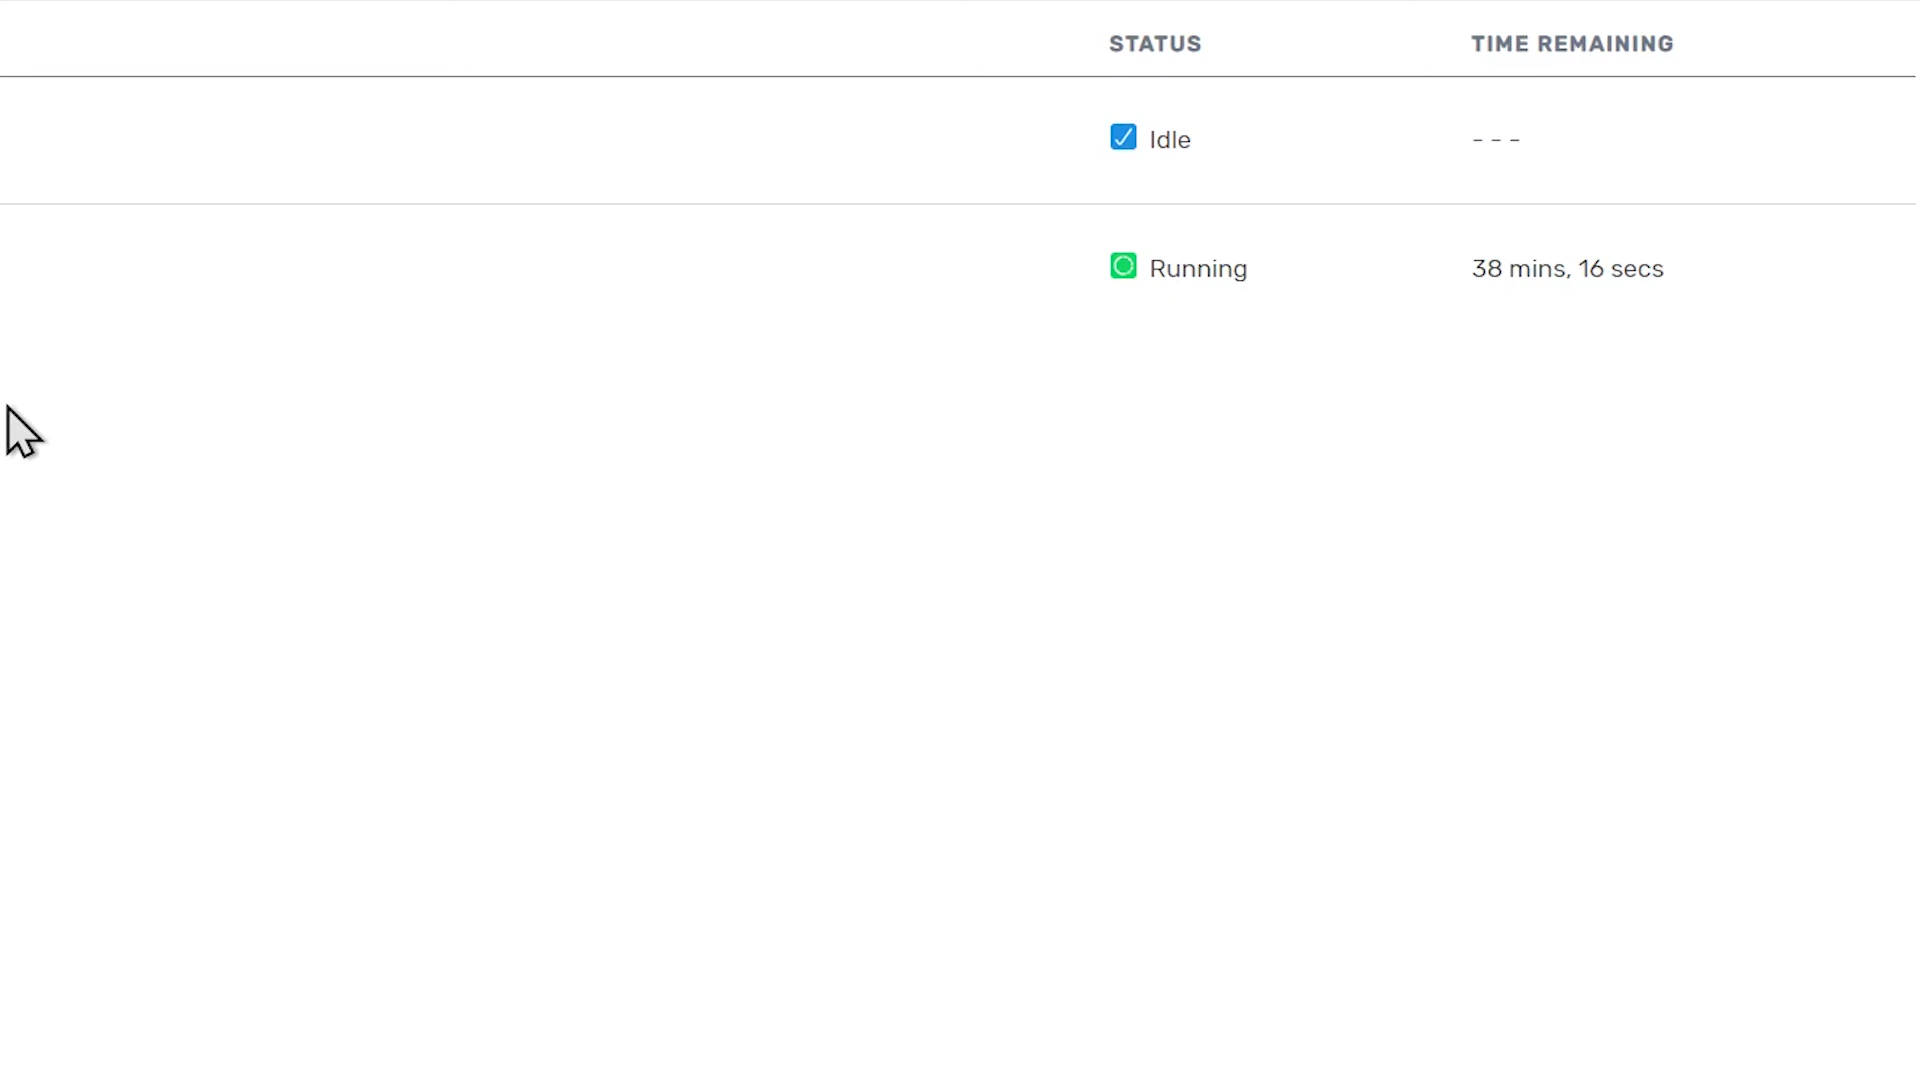 STATUS TIME REMAINING
Idle - - -
Running 38 mins, 16 secs